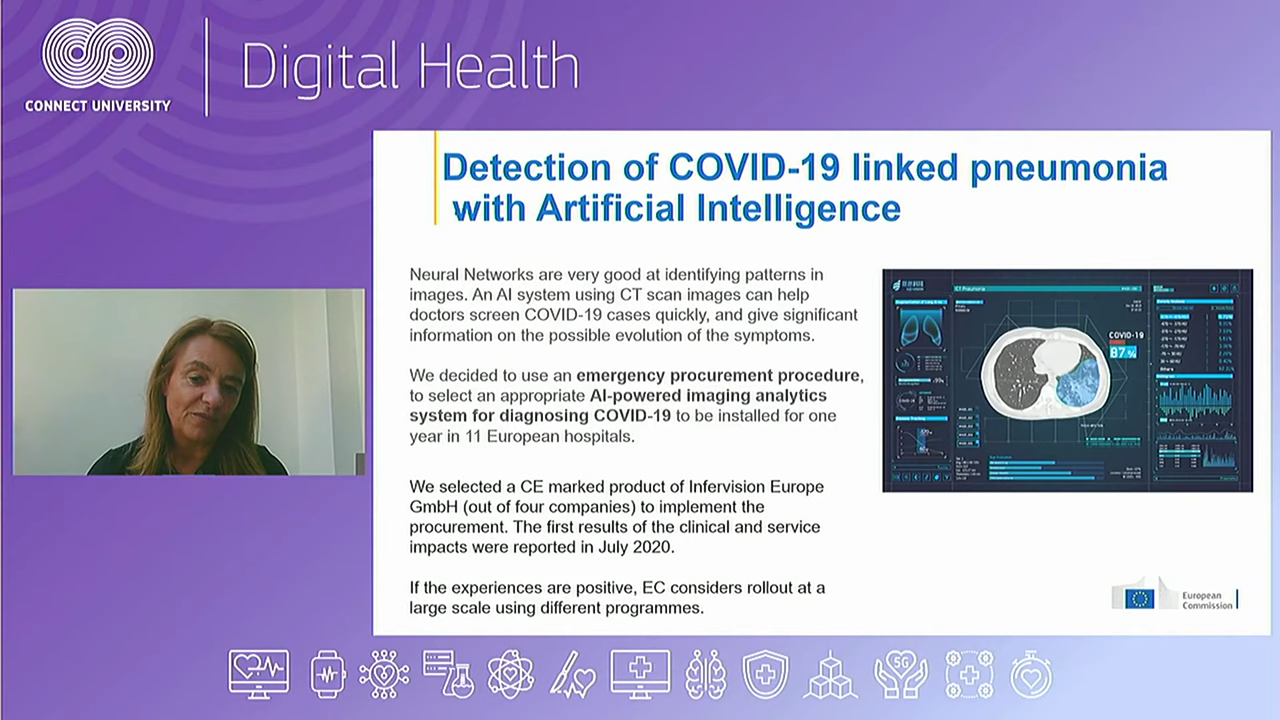 CONNECT UNIVERSITY
Digital Health
Detection of COVID-19 linked pneumonia
with Artificial Intelligence
Neural Networks are very good at identifying patterns in
images. An AI system using CT scan images can help
doctors screen COVID-19 cases quickly, and give significant
information on the possible evolution of the symptoms.
We decided to use an emergency procurement procedure,
to select an appropriate AI-powered imaging analytics
system for diagnosing COVID-19 to be installed for one
year in 11 European hospitals.
We selected a CE marked product of Infervision Europe
GmbH (out of four companies) to implement the
procurement. The first results of the clinical and service
impacts were reported in July 2020.
If the experiences are positive, EC considers rollout at a
large scale using different programmes.
CT Pneumonia
COVID-19
87 %
European
Commission
5G